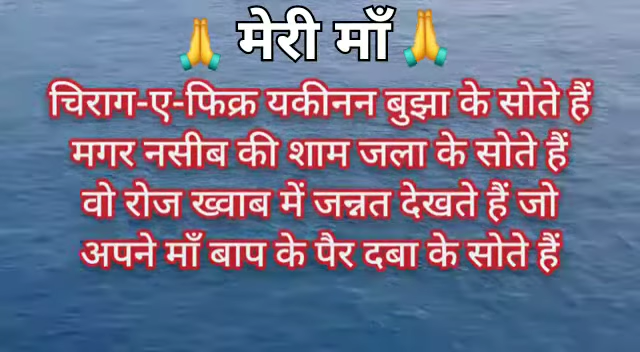 🙏 मेरी माँ 🙏
चिराग-ए-फिक्र यकीनन बुझा के सोते हैं
मगर नसीब की शाम जला के सोते हैं
वो रोज ख्वाब में जन्नत देखते हैं जो
अपने माँ बाप के पैर दबा के सोते हैं